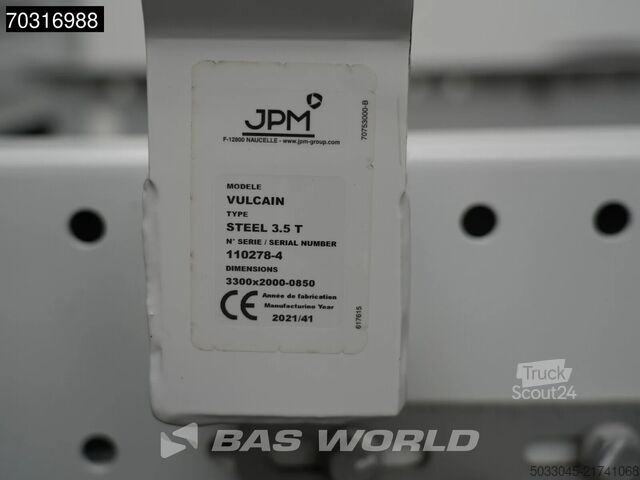 70316988
JPM
F-12800 NAUCELLE - www.jpm-group.com
70753000-B
MODELE
VULCAIN
TYPE
STEEL 3.5 T
N° SERIE / SERIAL NUMBER
110278-4
DIMENSIONS
3300x2000-0850
CE
Année de fabrication
Manufacturing Year
2021/41
617615
Truck
Scout24
BAS WORLD
5033045-21741068